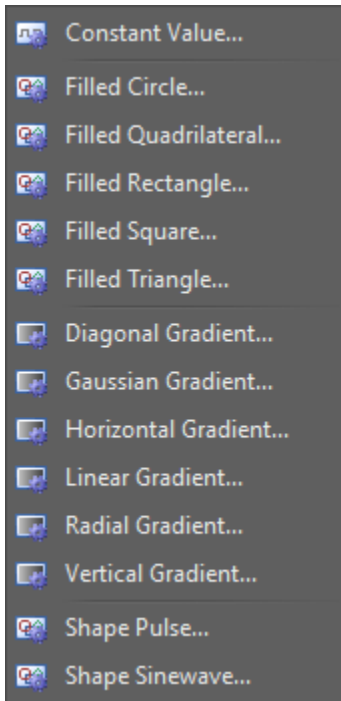 Constant Value...
Filled Circle...
Filled Quadrilateral...
Filled Rectangle...
Filled Square...
Filled Triangle...
Diagonal Gradient...
Gaussian Gradient...
Horizontal Gradient...
Linear Gradient...
Radial Gradient...
Vertical Gradient...
Shape Pulse...
Shape Sinewave...